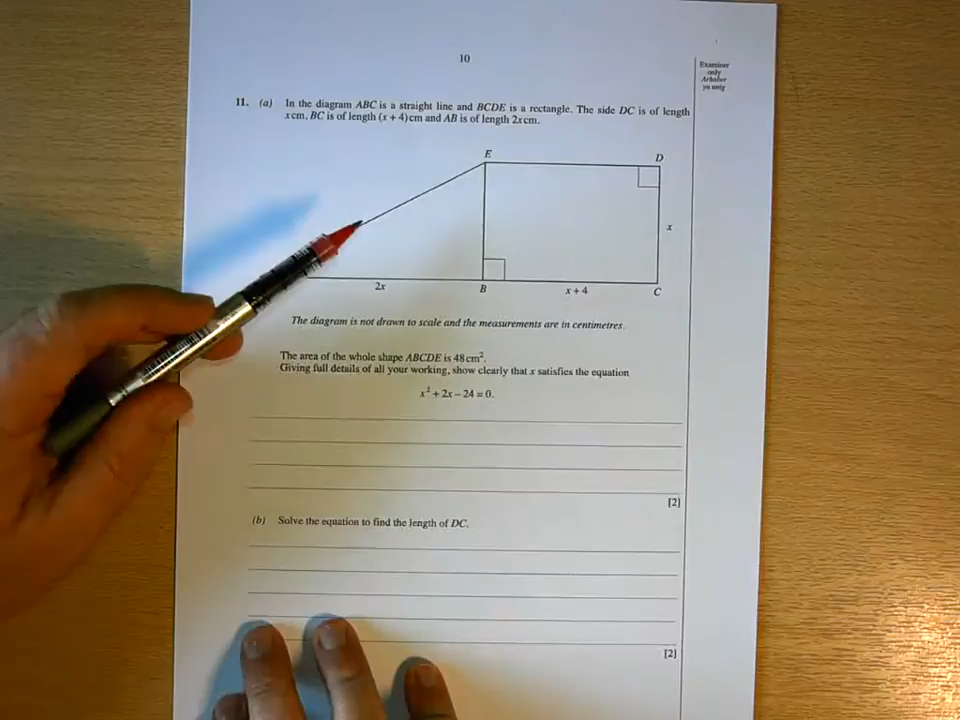 10
Examiner
only
Arholwr
yn unig
11. (a) In the diagram ABC is a straight line and BCDE is a rectangle. The side DC is of length
x cm, BC is of length (x + 4) cm and AB is of length 2x cm.
E
D
x
2x
B
x + 4
C
The diagram is not drawn to scale and the measurements are in centimetres.
The area of the whole shape ABCDE is 48 cm².
Giving full details of all your working, show clearly that x satisfies the equation
x² + 2x – 24 = 0.
[2]
(b) Solve the equation to find the length of DC.
[2]